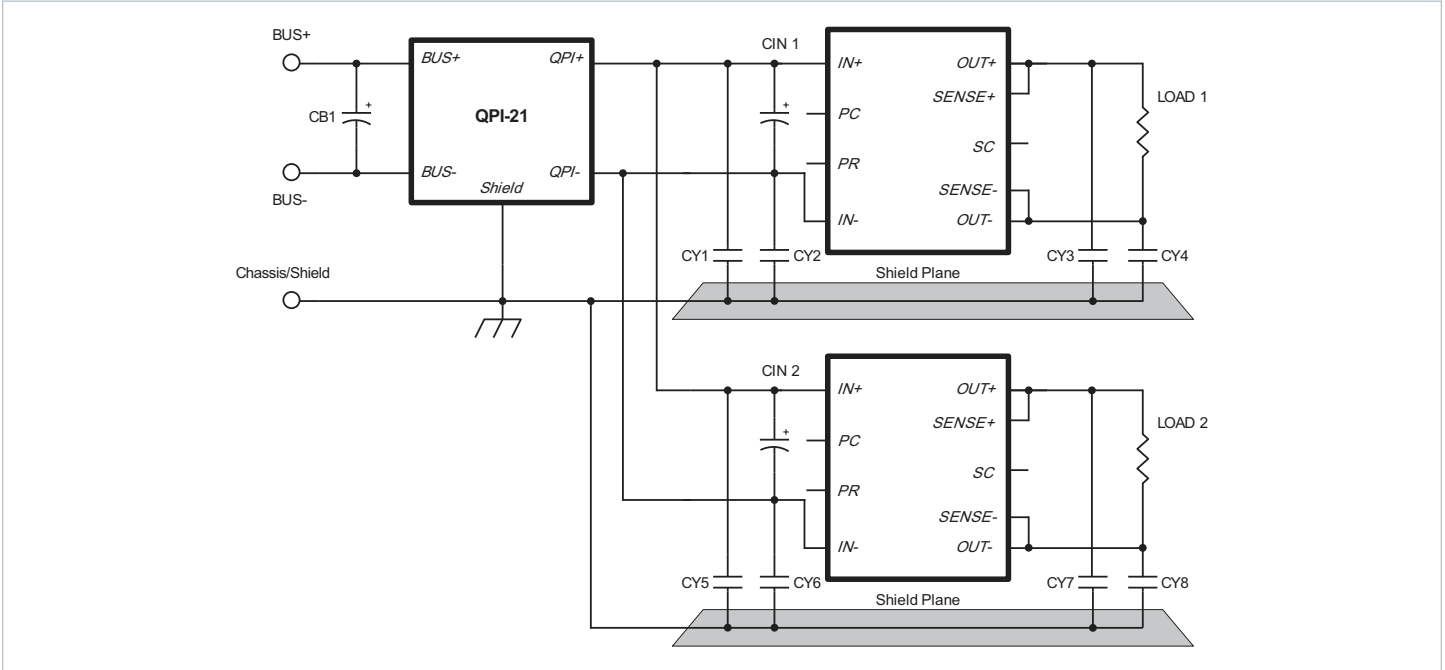 BUS+
CB1
+
BUS-
BUS+
QPI+
QPI-21
BUS-
QPI-
Shield
Chassis/Shield
CIN 1
+
IN+
OUT+
SENSE+
PC
SC
PR
SENSE-
IN-
OUT-
LOAD 1
CY1
CY2
CY3
CY4
Shield Plane
CIN 2
+
IN+
OUT+
SENSE+
PC
SC
PR
SENSE-
IN-
OUT-
LOAD 2
CY5
CY6
CY7
CY8
Shield Plane